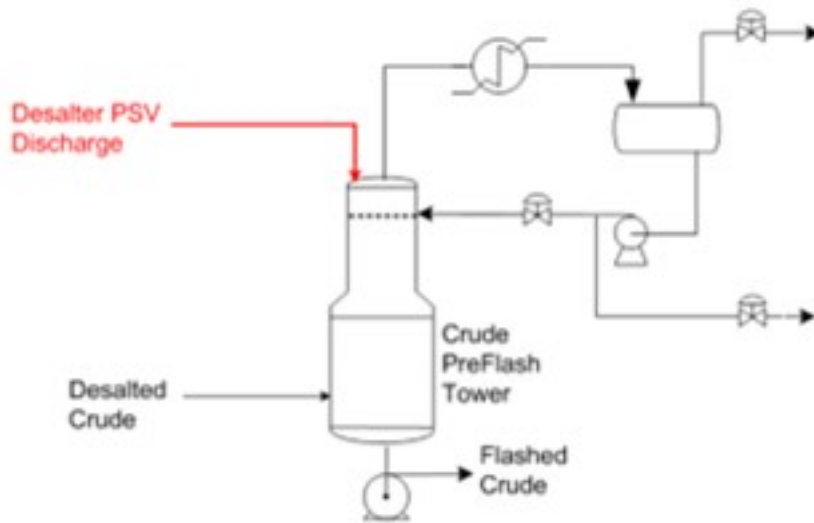 Desalter PSV
Discharge
Crude
PreFlash
Tower
Desalted
Crude
Flashed
Crude